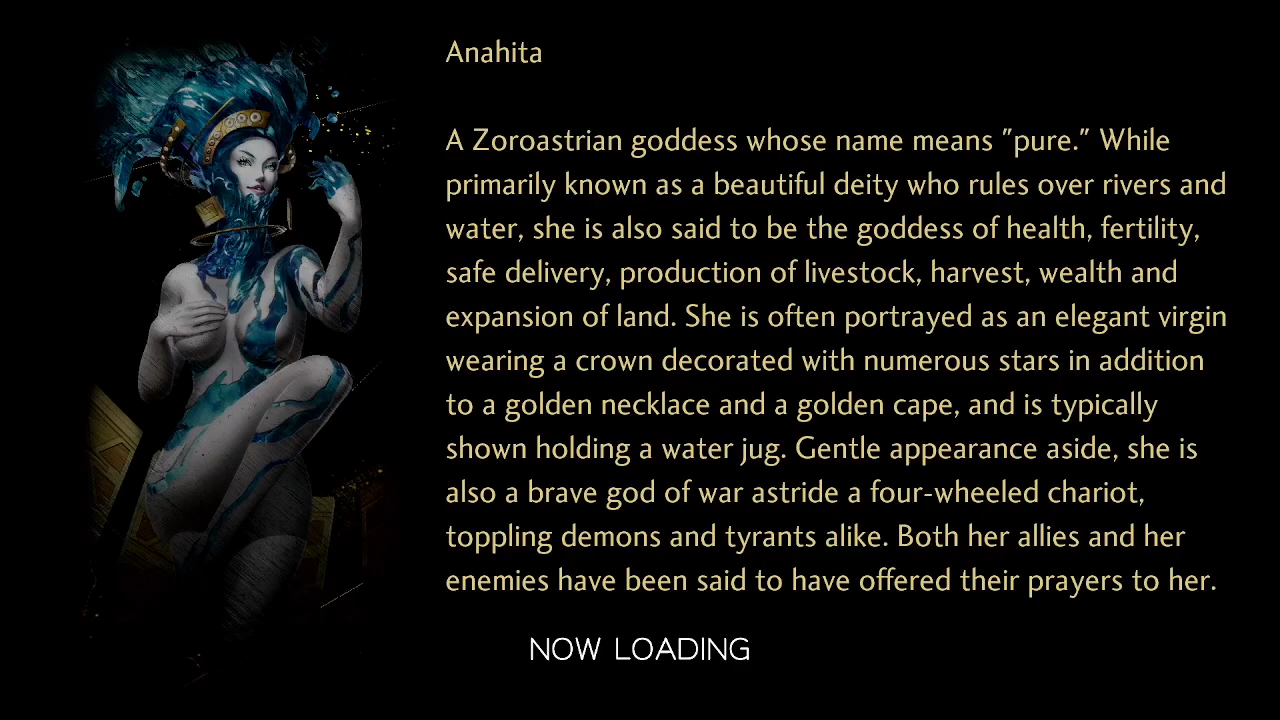 Anahita
A Zoroastrian goddess whose name means "pure." While
primarily known as a beautiful deity who rules over rivers and
water, she is also said to be the goddess of health, fertility,
safe delivery, production of livestock, harvest, wealth and
expansion of land. She is often portrayed as an elegant virgin
wearing a crown decorated with numerous stars in addition
to a golden necklace and a golden cape, and is typically
shown holding a water jug. Gentle appearance aside, she is
also a brave god of war astride a four-wheeled chariot,
toppling demons and tyrants alike. Both her allies and her
enemies have been said to have offered their prayers to her.
NOW LOADING